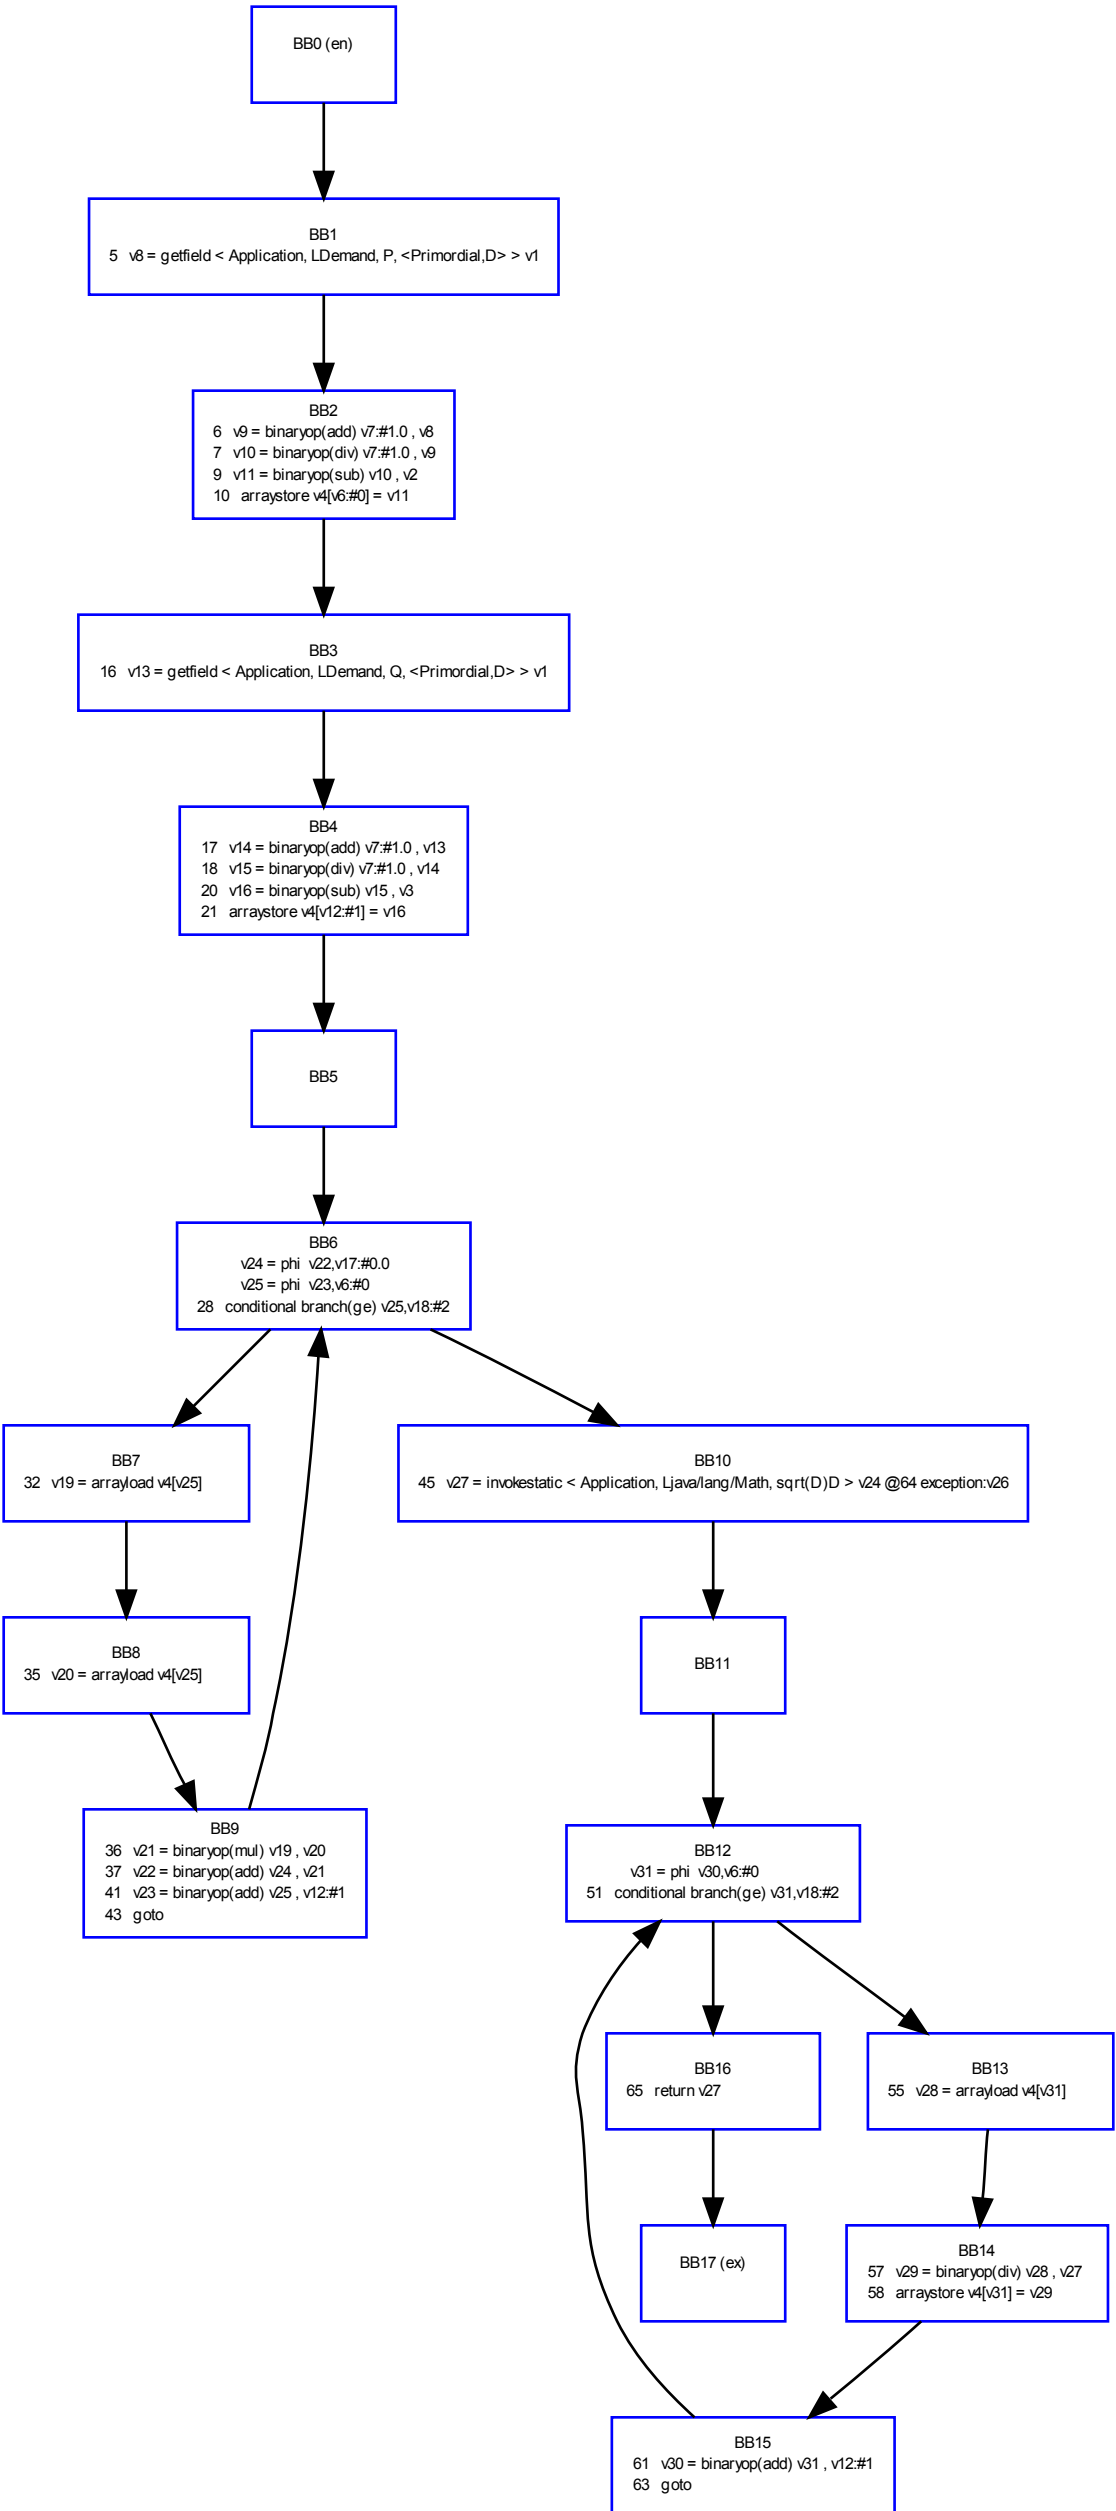 BB0 (en)
BB1
5 v8 = getfield < Application, LDemand, P, <Primordial,D> > v1
BB2
6 v9 = binaryop(add) v7:#1.0 , v8
7 v10 = binaryop(div) v7:#1.0 , v9
9 v11 = binaryop(sub) v10 , v2
10 arraystore v4[v6:#0] = v11
BB3
16 v13 = getfield < Application, LDemand, Q, <Primordial,D> > v1
BB4
17 v14 = binaryop(add) v7:#1.0 , v13
18 v15 = binaryop(div) v7:#1.0 , v14
20 v16 = binaryop(sub) v15 , v3
21 arraystore v4[v12:#1] = v16
BB5
BB6
v24 = phi v22,v17:#0.0
v25 = phi v23,v6:#0
28 conditional branch(ge) v25,v18:#2
BB7
32 v19 = arrayload v4[v25]
BB10
45 v27 = invokestatic < Application, Ljava/lang/Math, sqrt(D)D > v24 @64 exception:v26
BB8
35 v20 = arrayload v4[v25]
BB11
BB9
36 v21 = binaryop(mul) v19 , v20
37 v22 = binaryop(add) v24 , v21
41 v23 = binaryop(add) v25 , v12:#1
43 goto
BB12
v31 = phi v30,v6:#0
51 conditional branch(ge) v31,v18:#2
BB16
65 return v27
BB13
55 v28 = arrayload v4[v31]
BB17 (ex)
BB14
57 v29 = binaryop(div) v28 , v27
58 arraystore v4[v31] = v29
BB15
61 v30 = binaryop(add) v31 , v12:#1
63 goto